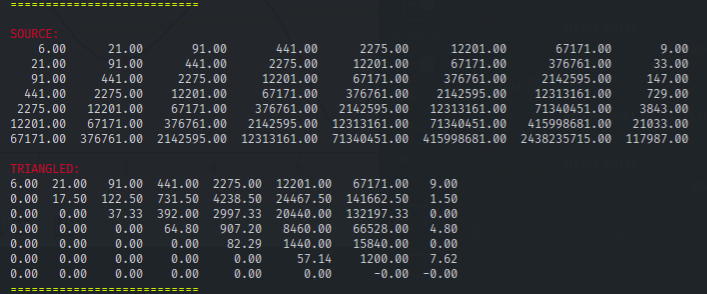 ===========================
SOURCE:
6.00 21.00 91.00 441.00 2275.00 12201.00 67171.00 9.00
21.00 91.00 441.00 2275.00 12201.00 67171.00 376761.00 33.00
91.00 441.00 2275.00 12201.00 67171.00 376761.00 2142595.00 147.00
441.00 2275.00 12201.00 67171.00 376761.00 2142595.00 12313161.00 729.00
2275.00 12201.00 67171.00 376761.00 2142595.00 12313161.00 71340451.00 3843.00
12201.00 67171.00 376761.00 2142595.00 12313161.00 71340451.00 415998681.00 21033.00
67171.00 376761.00 2142595.00 12313161.00 71340451.00 415998681.00 2438235715.00 117987.00
TRIANGLED:
6.00 21.00 91.00 441.00 2275.00 12201.00 67171.00 9.00
0.00 17.50 122.50 731.50 4238.50 24467.50 141662.50 1.50
0.00 0.00 37.33 392.00 2997.33 20440.00 132197.33 0.00
0.00 0.00 0.00 64.80 907.20 8460.00 66528.00 4.80
0.00 0.00 0.00 0.00 82.29 1440.00 15840.00 0.00
0.00 0.00 0.00 0.00 0.00 57.14 1200.00 7.62
0.00 0.00 0.00 0.00 0.00 0.00 -0.00 -0.00
===========================